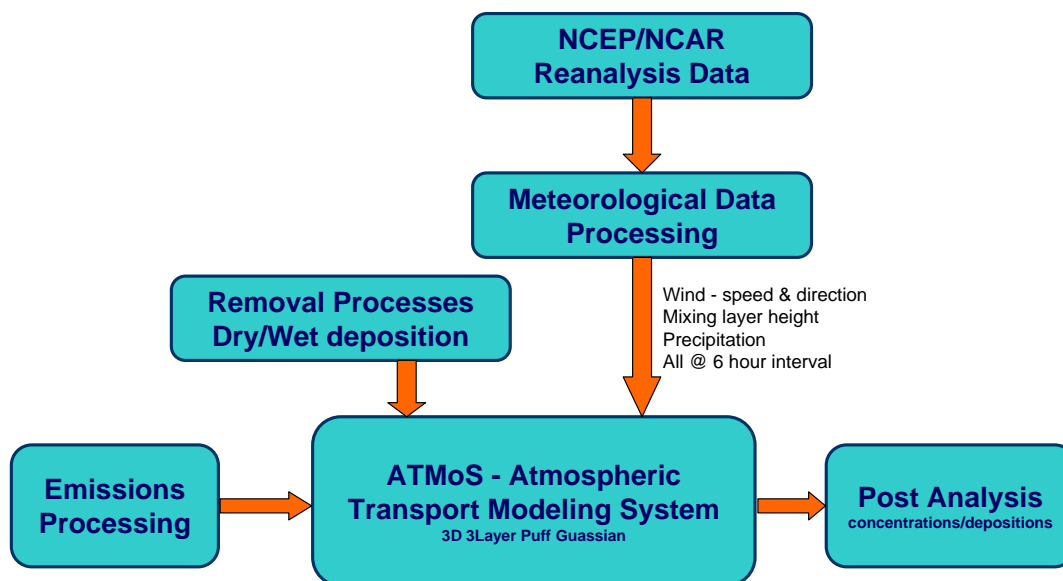 NCEP/NCAR
Reanalysis Data
Meteorological Data
Processing
Wind - speed & direction
Mixing layer height
Precipitation
All @ 6 hour interval
Removal Processes
Dry/Wet deposition
Emissions
Processing
ATMoS - Atmospheric
Transport Modeling System
3D 3Layer Puff Guassian
Post Analysis
concentrations/depositions